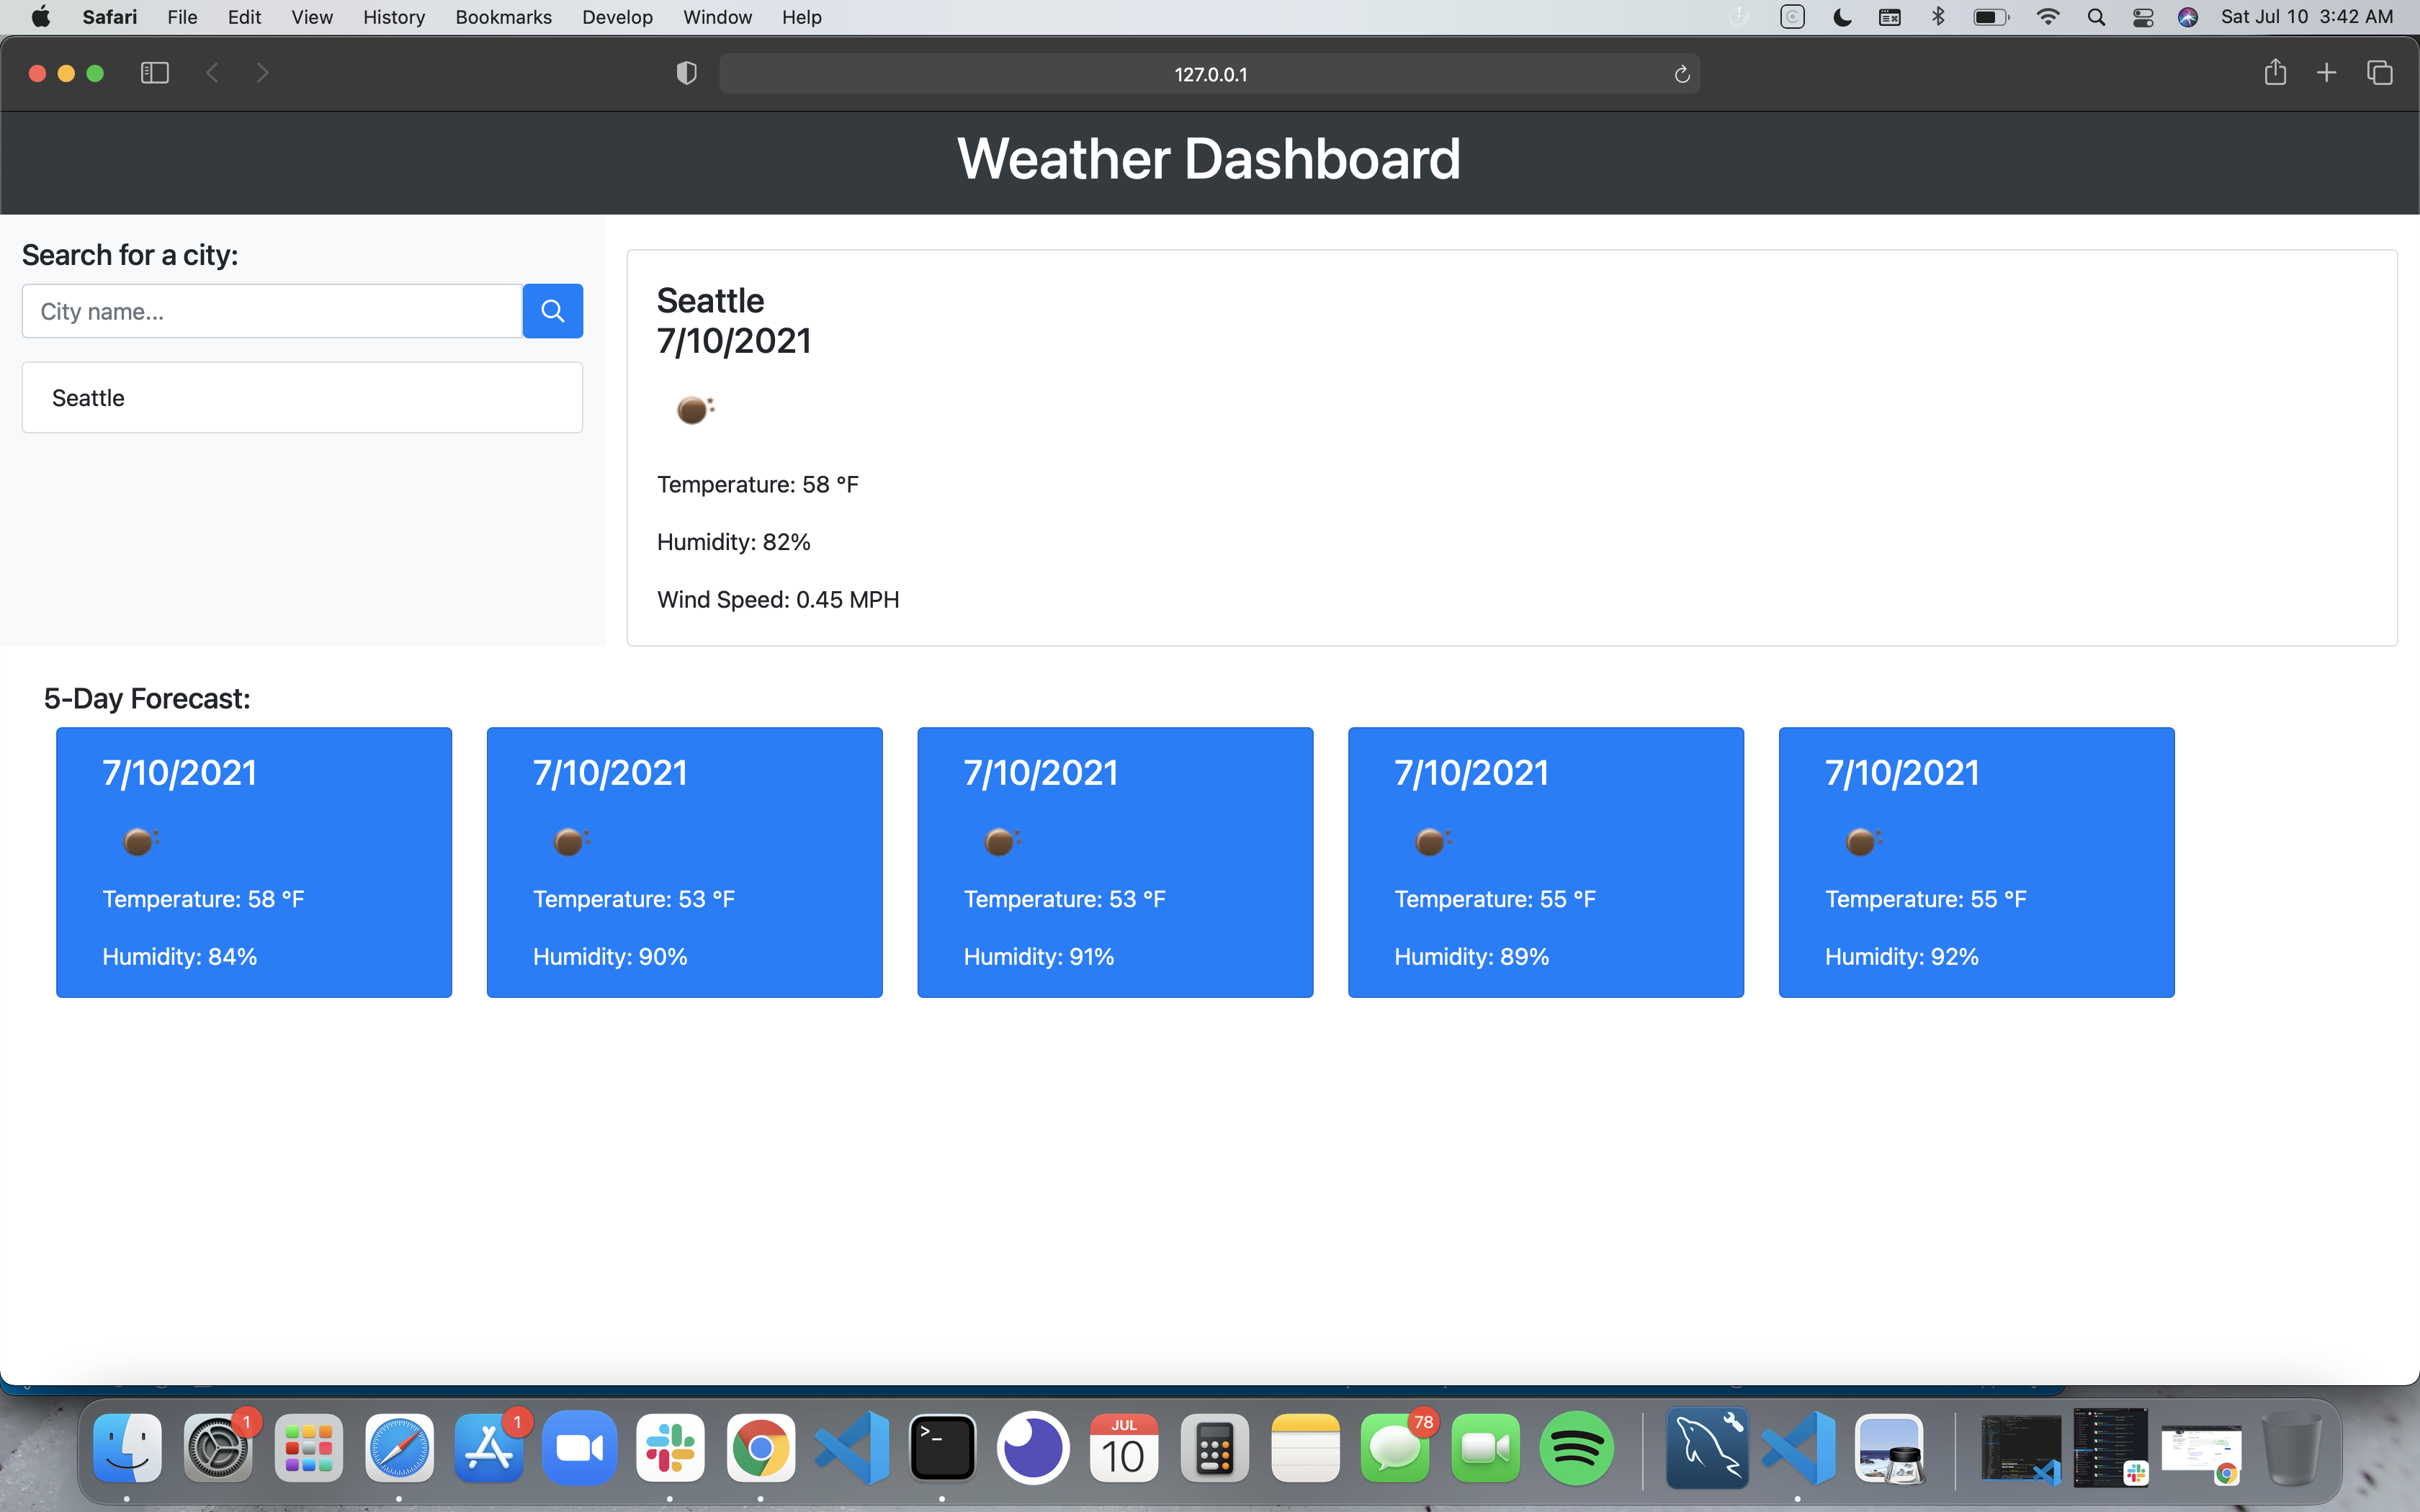 Safari File Edit View History Bookmarks Develop Window Help Sat Jul 10 3:42 AM
127.0.0.1
Weather Dashboard
Search for a city:
City name...
Seattle
Seattle
7/10/2021
Temperature: 58 °F
Humidity: 82%
Wind Speed: 0.45 MPH
5-Day Forecast:
7/10/2021
Temperature: 58 °F
Humidity: 84%
7/10/2021
Temperature: 53 °F
Humidity: 90%
7/10/2021
Temperature: 53 °F
Humidity: 91%
7/10/2021
Temperature: 55 °F
Humidity: 89%
7/10/2021
Temperature: 55 °F
Humidity: 92%
1
1
>_
JUL
10
78